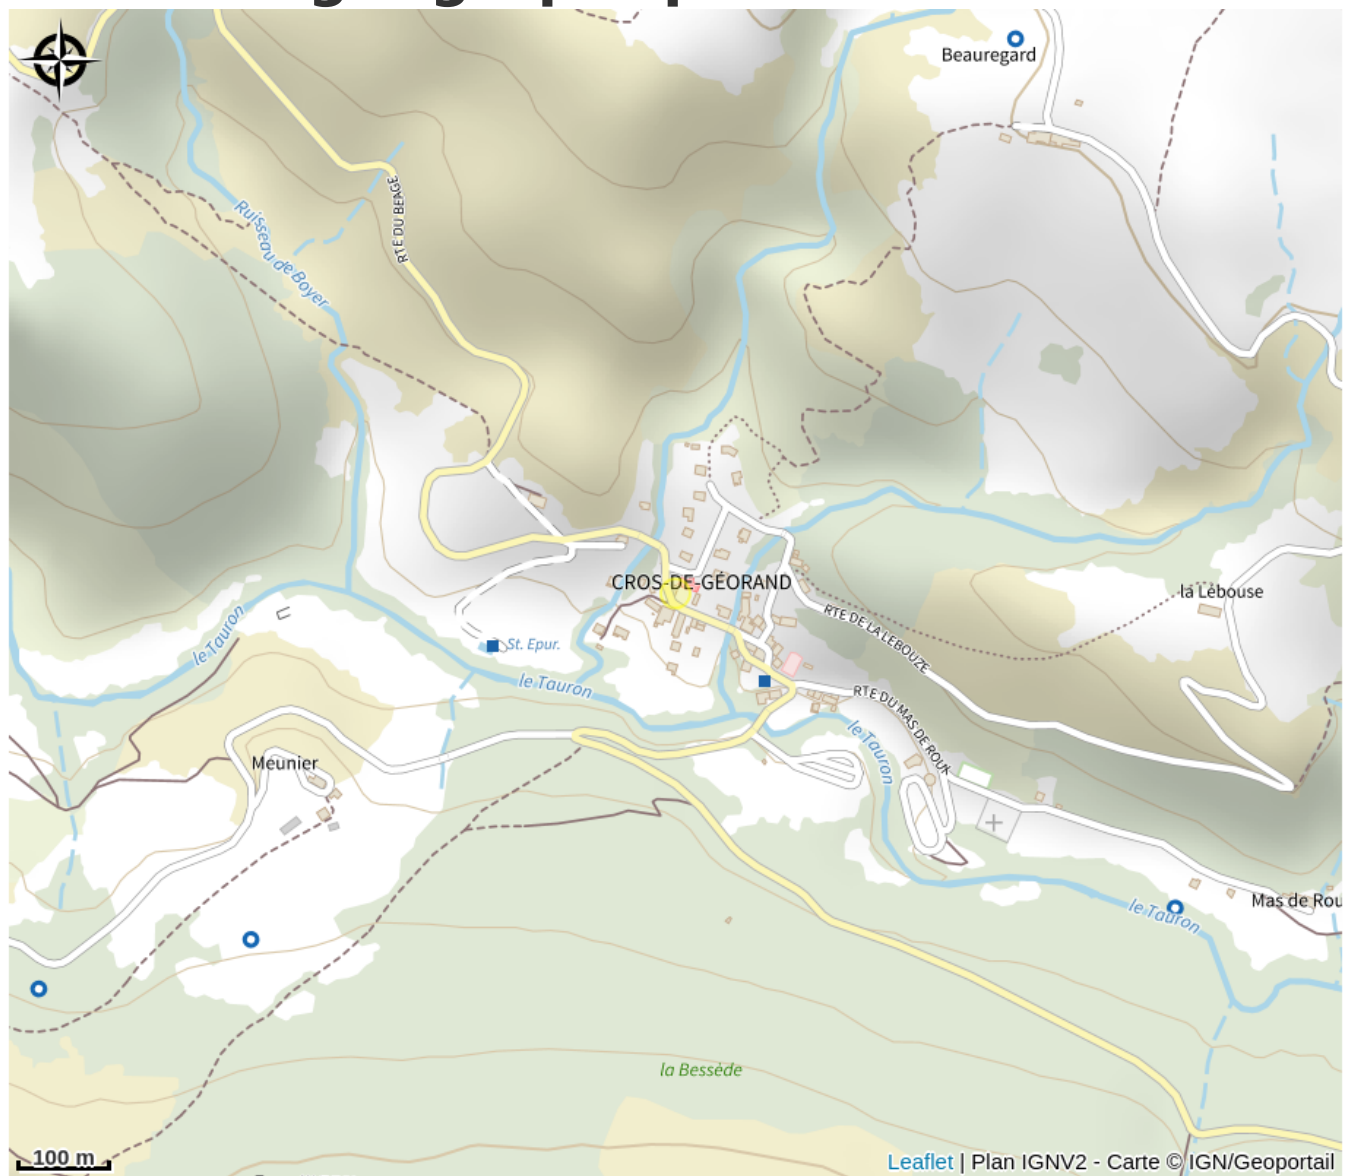 Beauregard
RTE DU BEAGE
Ruisseau de Boyer
CROS-DE-GÉORAND
la Lébouse
RTE DE LA LEBOUZE
le Tauron
St. Epur.
le Tauron
RTE DU MAS DE ROUX
le Tauron
Meunier
le Tauron
Mas de Rou
la Bessède
100 m
Leaflet | Plan IGNV2 - Carte © IGN/Geoportail